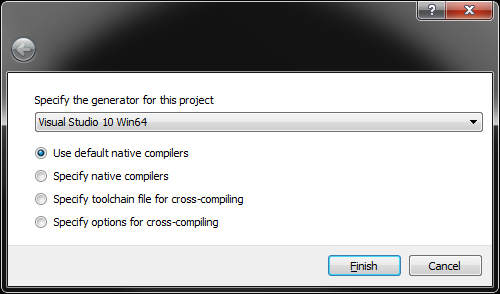 Specify the generator for this project
Visual Studio 10 Win64
Use default native compilers
Specify native compilers
Specify toolchain file for cross-compiling
Specify options for cross-compiling
Finish Cancel